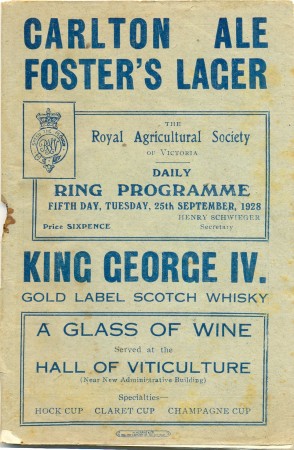 CARLTON ALE
FOSTER'S LAGER
THE
Royal Agricultural Society
OF VICTORIA
DAILY
RING PROGRAMME
FIFTH DAY, TUESDAY, 25th SEPTEMBER, 1928
HENRY SCHWIEGER
Price SIXPENCE Secretary
KING GEORGE IV.
GOLD LABEL SCOTCH WHISKY
A GLASS OF WINE
Served at the
HALL OF VITICULTURE
(Near New Administrative Building)
Specialties—
HOCK CUP CLARET CUP CHAMPAGNE CUP